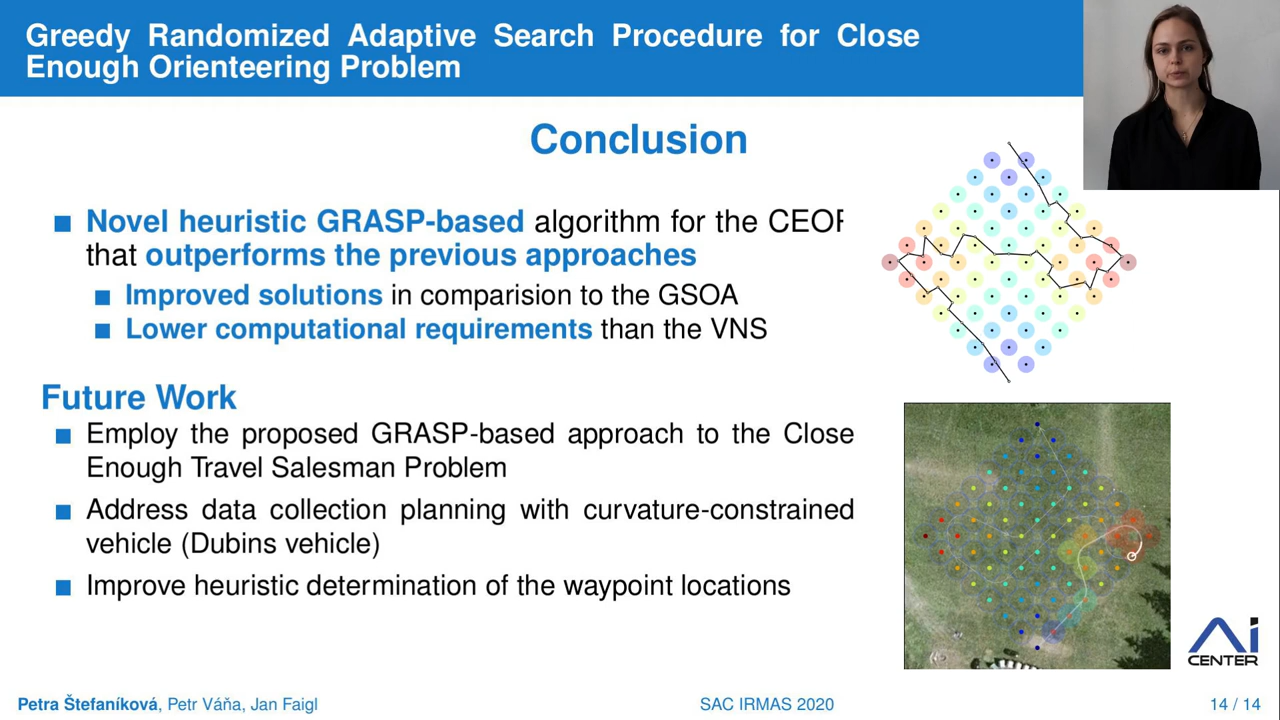 Greedy Randomized Adaptive Search Procedure for Close
Enough Orienteering Problem
Conclusion
Novel heuristic GRASP-based algorithm for the CEOP
that outperforms the previous approaches
Improved solutions in comparision to the GSOA
Lower computational requirements than the VNS
Future Work
Employ the proposed GRASP-based approach to the Close
Enough Travel Salesman Problem
Address data collection planning with curvature-constrained
vehicle (Dubins vehicle)
Improve heuristic determination of the waypoint locations
Ai
CENTER
Petra Štefaníková, Petr Váňa, Jan Faigl
SAC IRMAS 2020
14 / 14